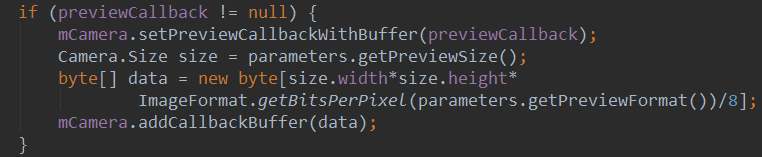 if (previewCallback != null) {
    mCamera.setPreviewCallbackWithBuffer(previewCallback);
    Camera.Size size = parameters.getPreviewSize();
    byte[] data = new byte[size.width*size.height*
            ImageFormat.getBitsPerPixel(parameters.getPreviewFormat())/8];
    mCamera.addCallbackBuffer(data);
}